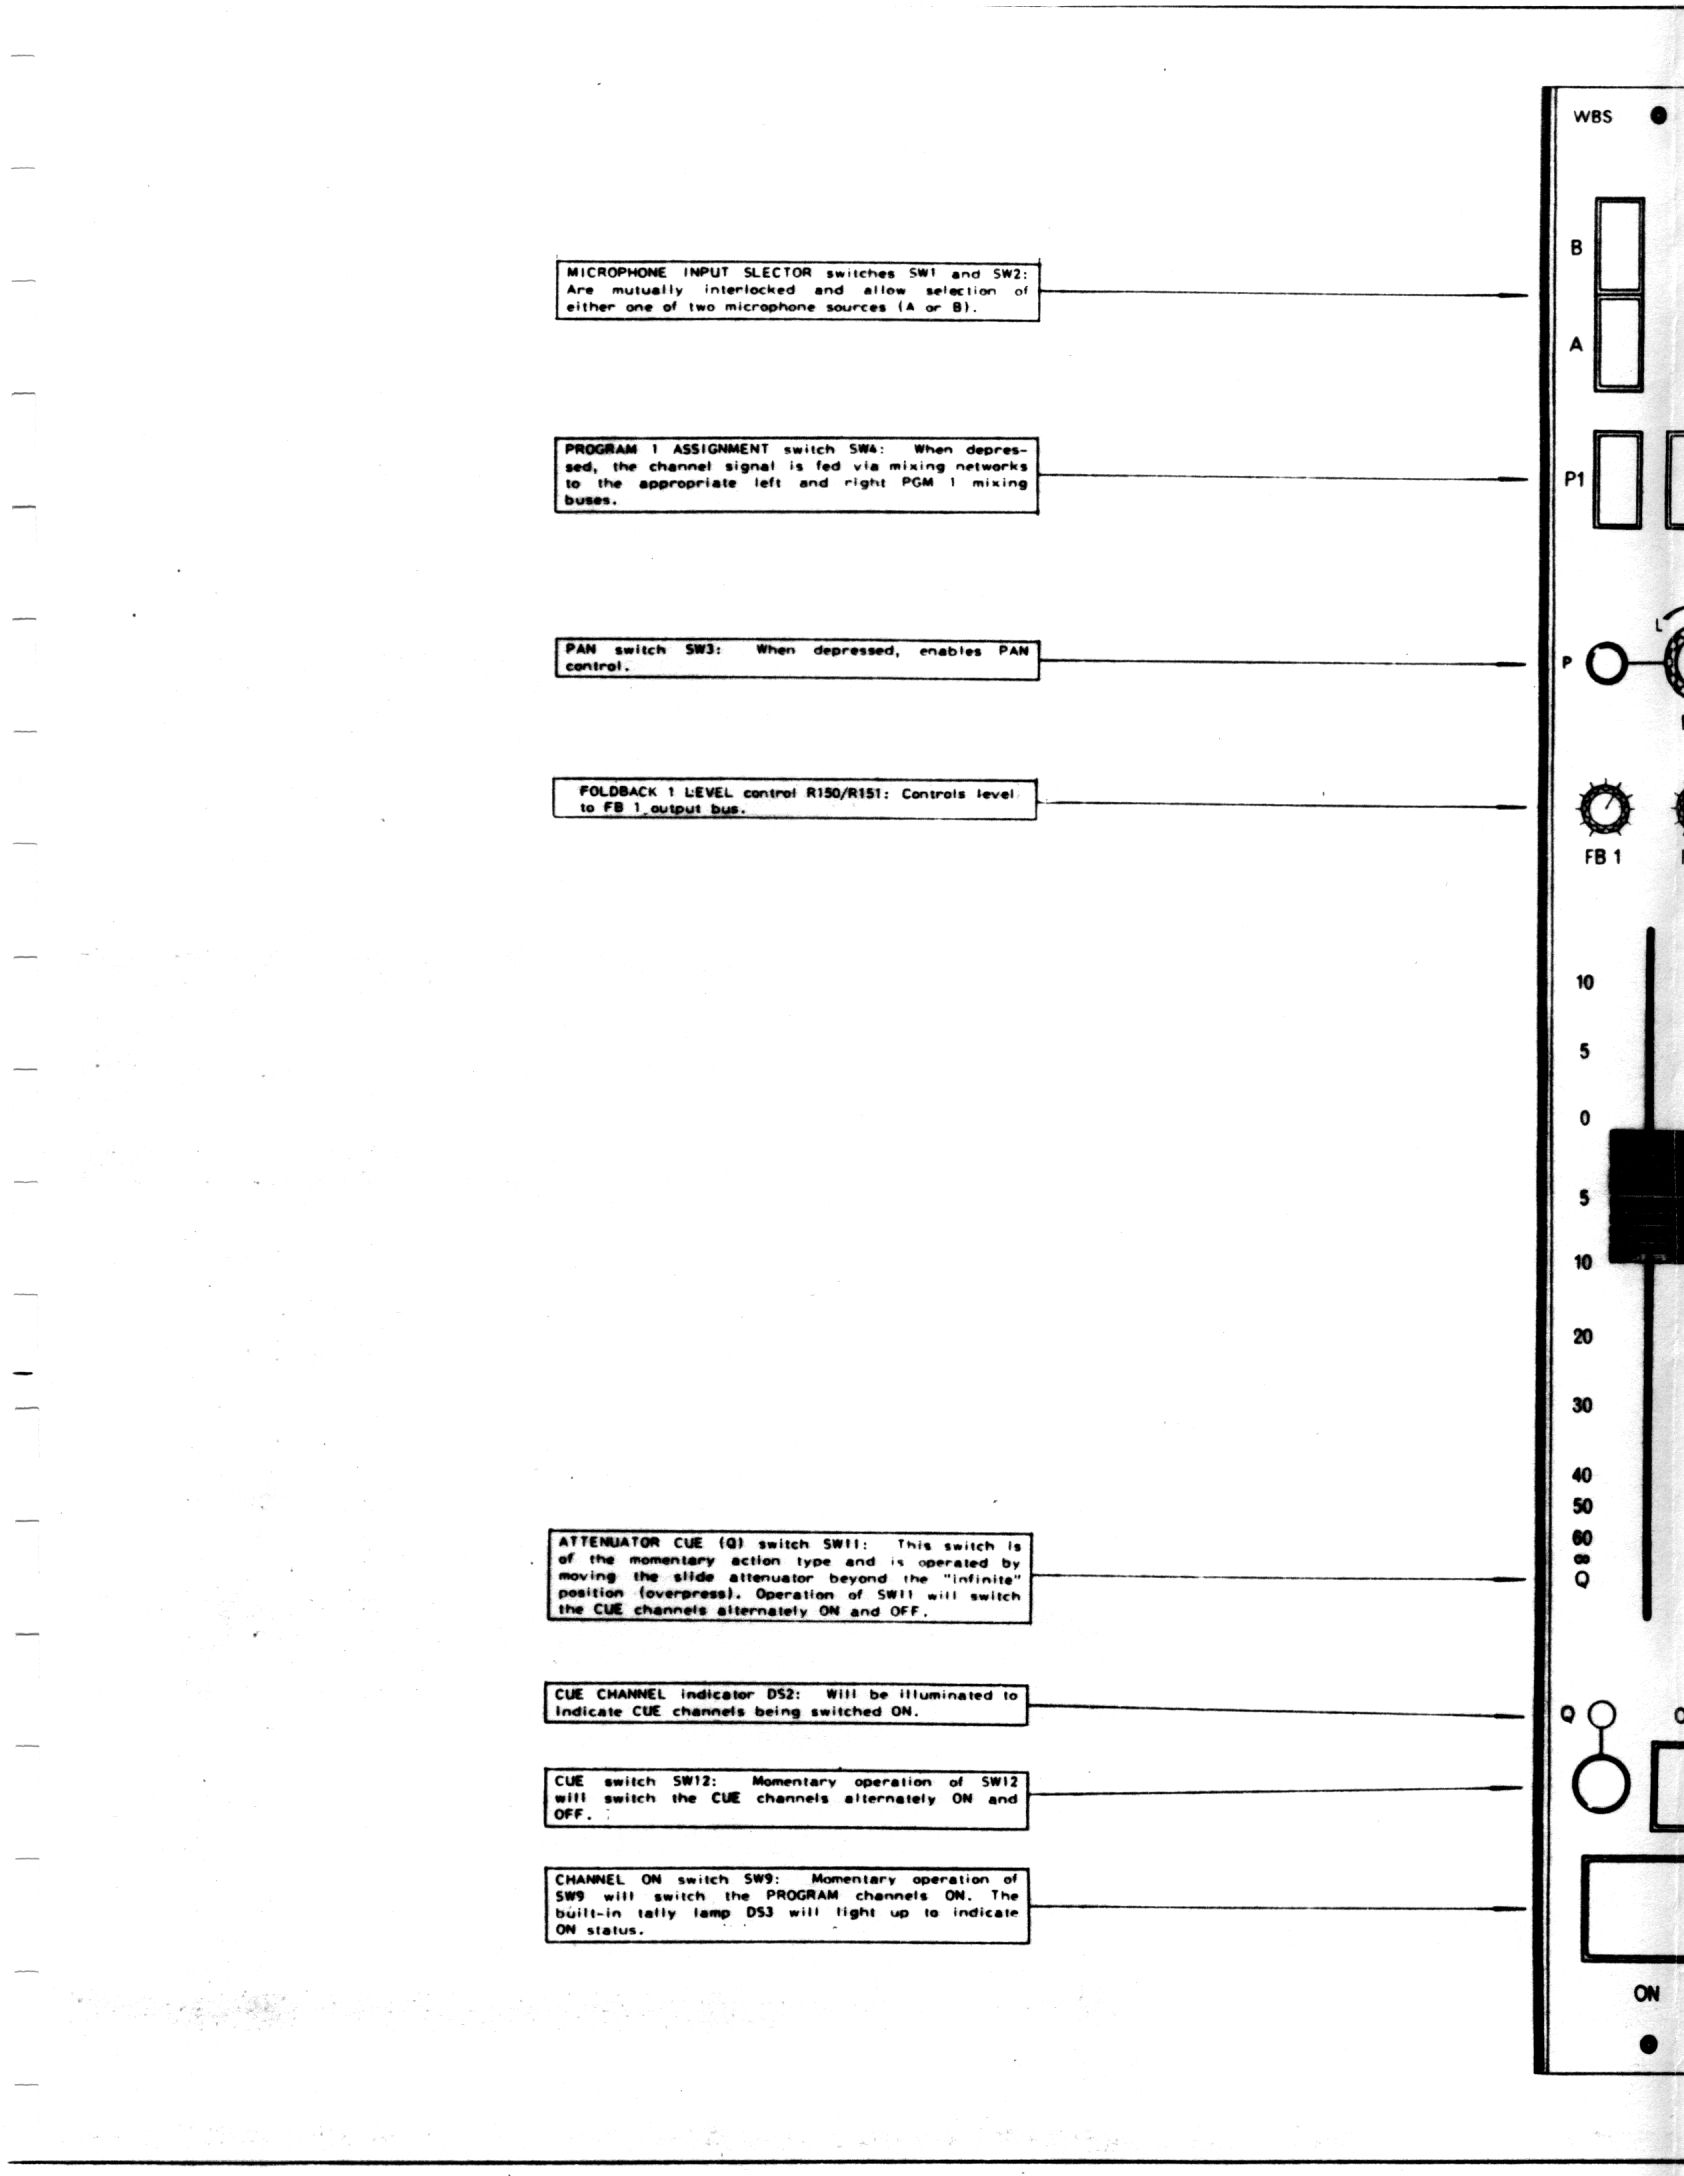 WBS
B
MICROPHONE INPUT SLECTOR switches SW1 and SW2:
Are mutually interlocked and allow selection of
either one of two microphone sources (A or B).
A
PROGRAM 1 ASSIGNMENT switch SW4: When depres-
sed, the channel signal is fed via mixing networks
to the appropriate left and right PGM 1 mixing
buses.
P1
L
PAN switch SW3: When depressed, enables PAN
control.
P
FOLDBACK 1 LEVEL control R150/R151: Controls level
to FB 1 output bus.
FB 1
10
5
0
5
10
20
30
40
50
60
∞
Q
ATTENUATOR CUE (Q) switch SW11: This switch is
of the momentary action type and is operated by
moving the slide attenuator beyond the "infinite"
position (overpress). Operation of SW11 will switch
the CUE channels alternately ON and OFF.
CUE CHANNEL indicator DS2: Will be illuminated to
indicate CUE channels being switched ON.
Q
CUE switch SW12: Momentary operation of SW12
will switch the CUE channels alternately ON and
OFF.
CHANNEL ON switch SW9: Momentary operation of
SW9 will switch the PROGRAM channels ON. The
built-in tally lamp DS3 will light up to indicate
ON status.
ON